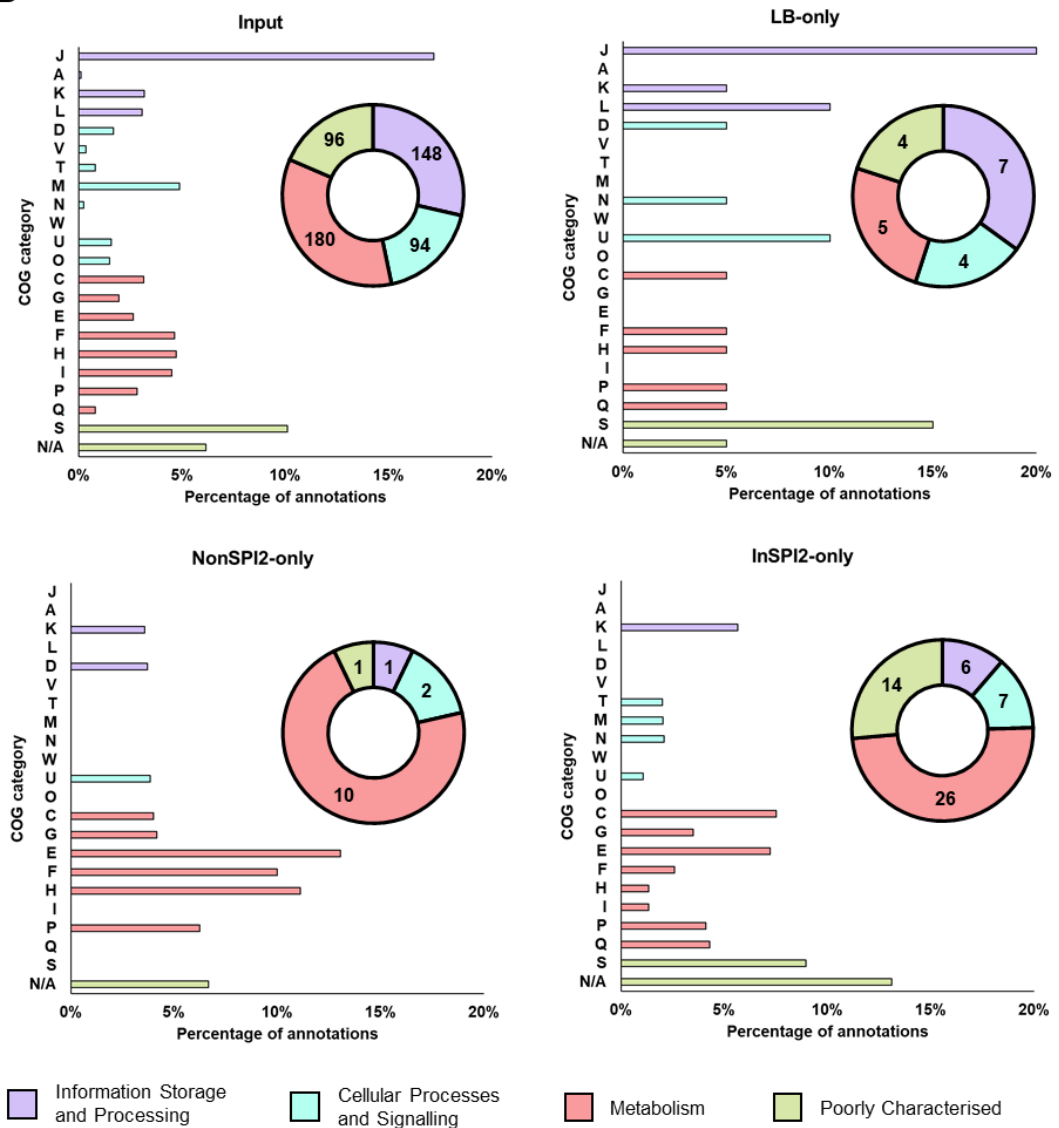 Input
COG category
J
A
K
L
D
V
T
M
N
W
U
O
C
G
E
F
H
I
P
Q
S
N/A
96
148
180
94
0% 5% 10% 15% 20%
Percentage of annotations
LB-only
COG category
J
A
K
L
D
V
T
M
N
W
U
O
C
G
E
F
H
I
P
Q
S
N/A
4
7
5
4
0% 5% 10% 15% 20%
Percentage of annotations
NonSPI2-only
COG category
J
A
K
L
D
V
T
M
N
W
U
O
C
G
E
F
H
I
P
Q
S
N/A
1
1
2
10
0% 5% 10% 15% 20%
Percentage of annotations
InSPI2-only
COG category
J
A
K
L
D
V
T
M
N
W
U
O
C
G
E
F
H
I
P
Q
S
N/A
6
14
7
26
0% 5% 10% 15% 20%
Percentage of annotations
Information Storage
and Processing
Cellular Processes
and Signalling
Metabolism
Poorly Characterised